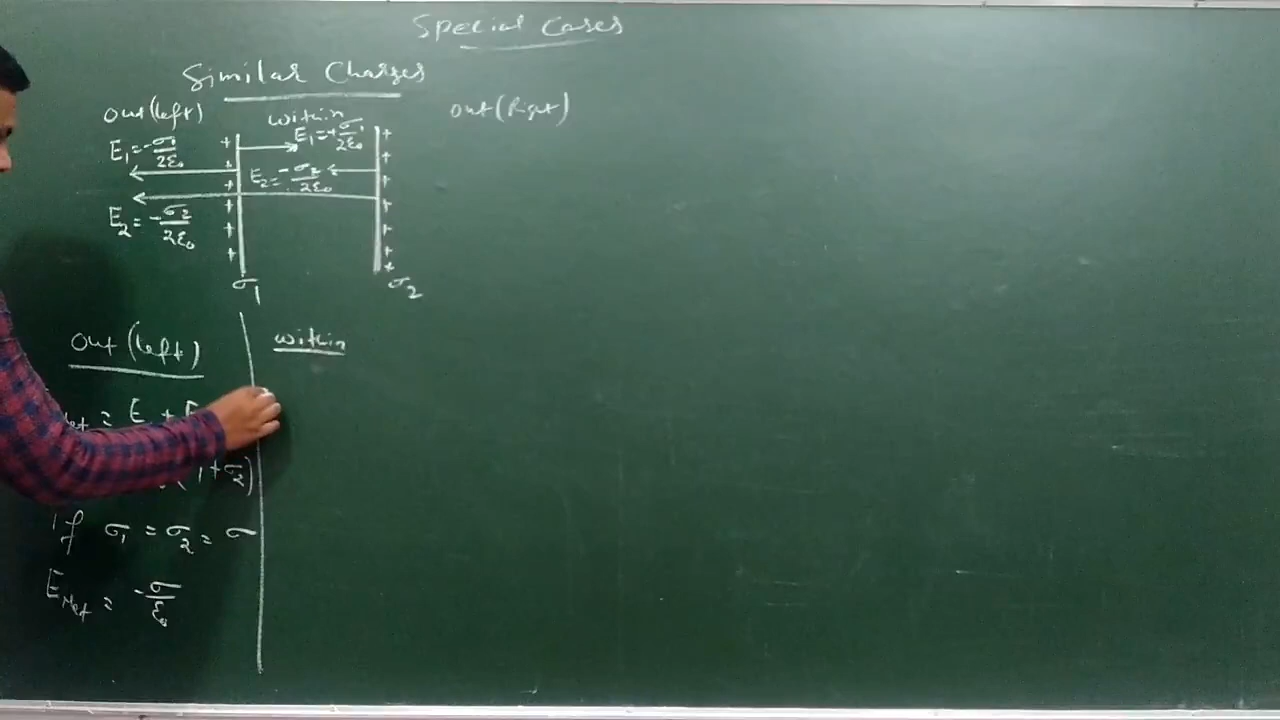 Special Cases
Similar Charges
out (left)
within
out (Right)
E₁ = -σ₁/2ε₀
E₁ = +σ₁/2ε₀
E₂ = -σ₂/2ε₀
E₂ = -σ₂/2ε₀
+ + + + + +
+ + + + + +
σ₁
σ₂
out (left)
within
= E + E
1 + σ₂)
if σ₁ = σ₂ = σ
E_Net = -σ/ε₀